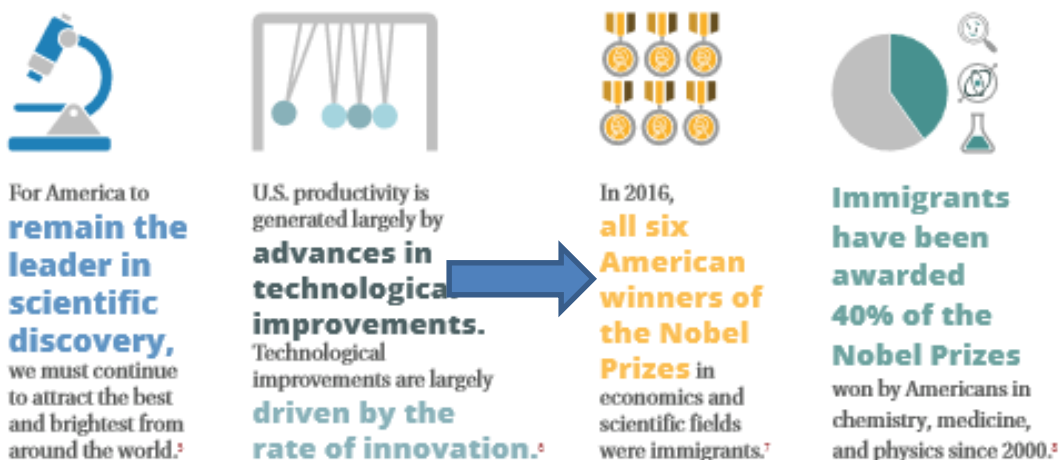 For America to
remain the
leader in
scientific
discovery,
we must continue
to attract the best
and brightest from
around the world.⁵
U.S. productivity is
generated largely by
advances in
technological
improvements.
Technological
improvements are largely
driven by the
rate of innovation.⁶
In 2016,
all six
American
winners of
the Nobel
Prizes in
economics and
scientific fields
were immigrants.⁷
Immigrants
have been
awarded
40% of the
Nobel Prizes
won by Americans in
chemistry, medicine,
and physics since 2000.⁸